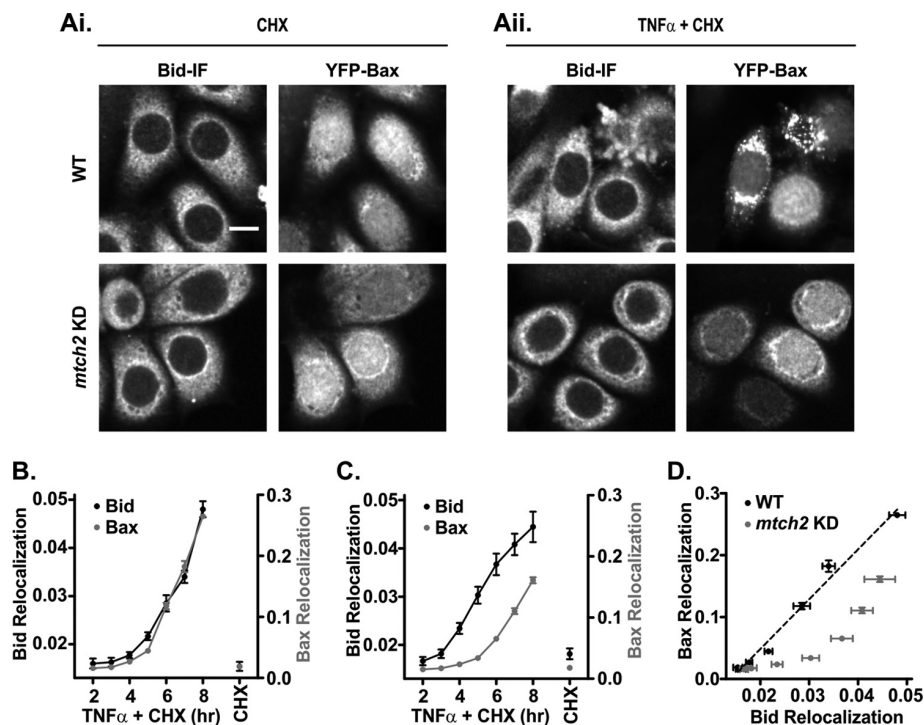 Ai.
CHX
Aii.
TNFα + CHX
Bid-IF
YFP-Bax
Bid-IF
YFP-Bax
WT
mtch2 KD
B.
0.05
0.04
0.03
0.02
Bid Relocalization
Bid
Bax
0.3
0.2
0.1
0.0
Bax Relocalization
2 4 6 8 CHX
TNFα + CHX (hr)
C.
0.05
0.04
0.03
0.02
Bid Relocalization
Bid
Bax
0.3
0.2
0.1
0.0
Bax Relocalization
2 4 6 8 CHX
TNFα + CHX (hr)
D.
0.3
0.2
0.1
0.0
Bax Relocalization
WT
mtch2 KD
0.02 0.03 0.04 0.05
Bid Relocalization